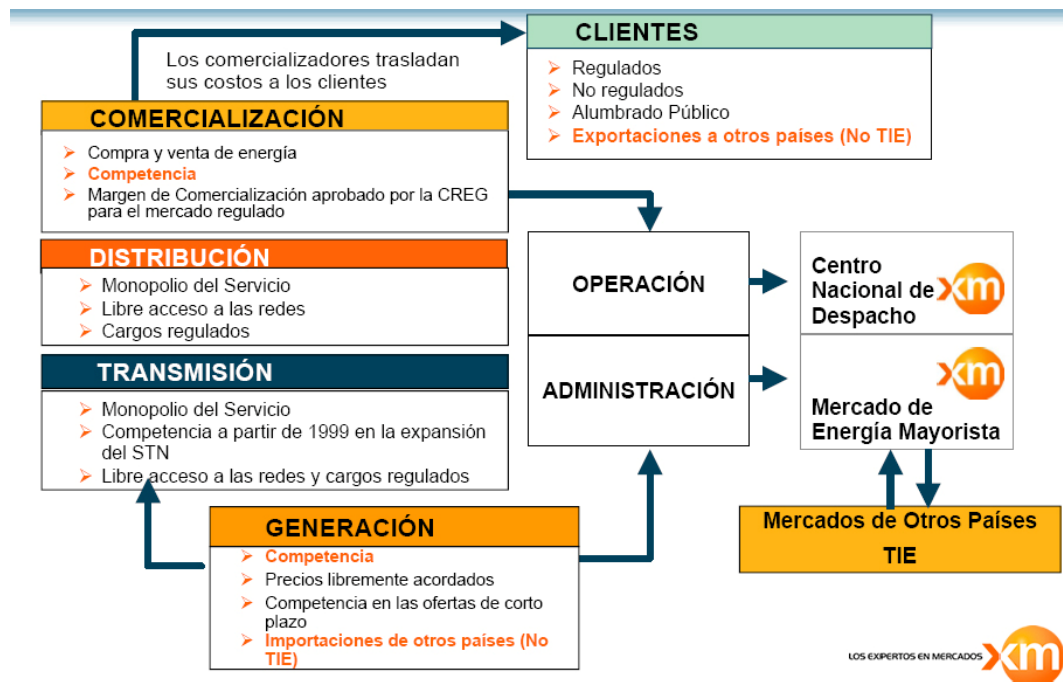 Los comercializadores trasladan
sus costos a los clientes
CLIENTES
Regulados
No regulados
Alumbrado Público
Exportaciones a otros países (No TIE)
COMERCIALIZACIÓN
Compra y venta de energía
Competencia
Margen de Comercialización aprobado por la CREG
para el mercado regulado
DISTRIBUCIÓN
Monopolio del Servicio
Libre acceso a las redes
Cargos regulados
TRANSMISIÓN
Monopolio del Servicio
Competencia a partir de 1999 en la expansión
del STN
Libre acceso a las redes y cargos regulados
GENERACIÓN
Competencia
Precios libremente acordados
Competencia en las ofertas de corto
plazo
Importaciones de otros países (No
TIE)
OPERACIÓN
ADMINISTRACIÓN
Centro
Nacional de
Despacho
xm
xm
Mercado de
Energía Mayorista
Mercados de Otros Países
TIE
LOS EXPERTOS EN MERCADOS
xm